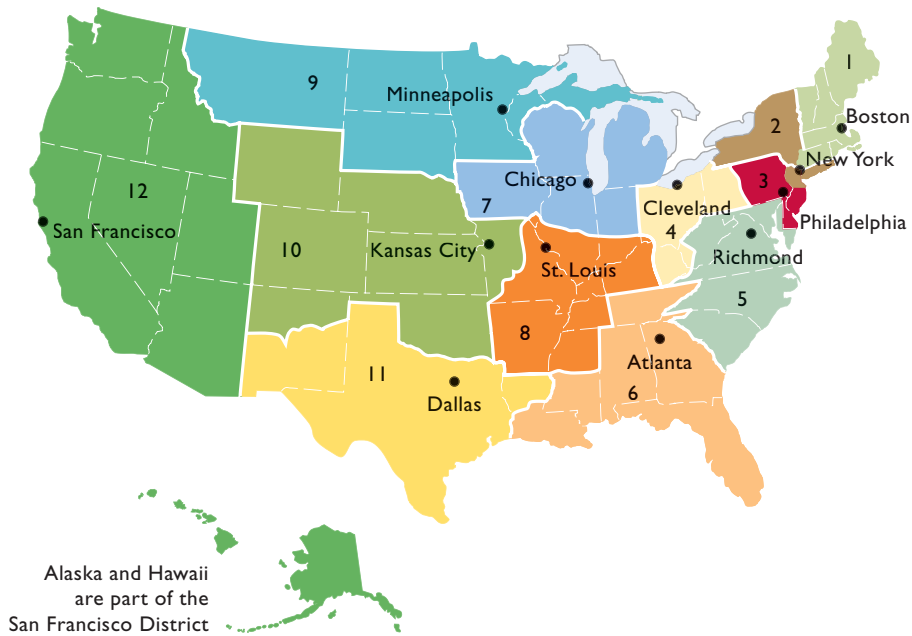 1
9
Minneapolis
2
Boston
New York
12
Chicago
3
7
San Francisco
Cleveland
4
Philadelphia
10
Kansas City
St. Louis
Richmond
5
8
Atlanta
11
6
Dallas
Alaska and Hawaii
are part of the
San Francisco District